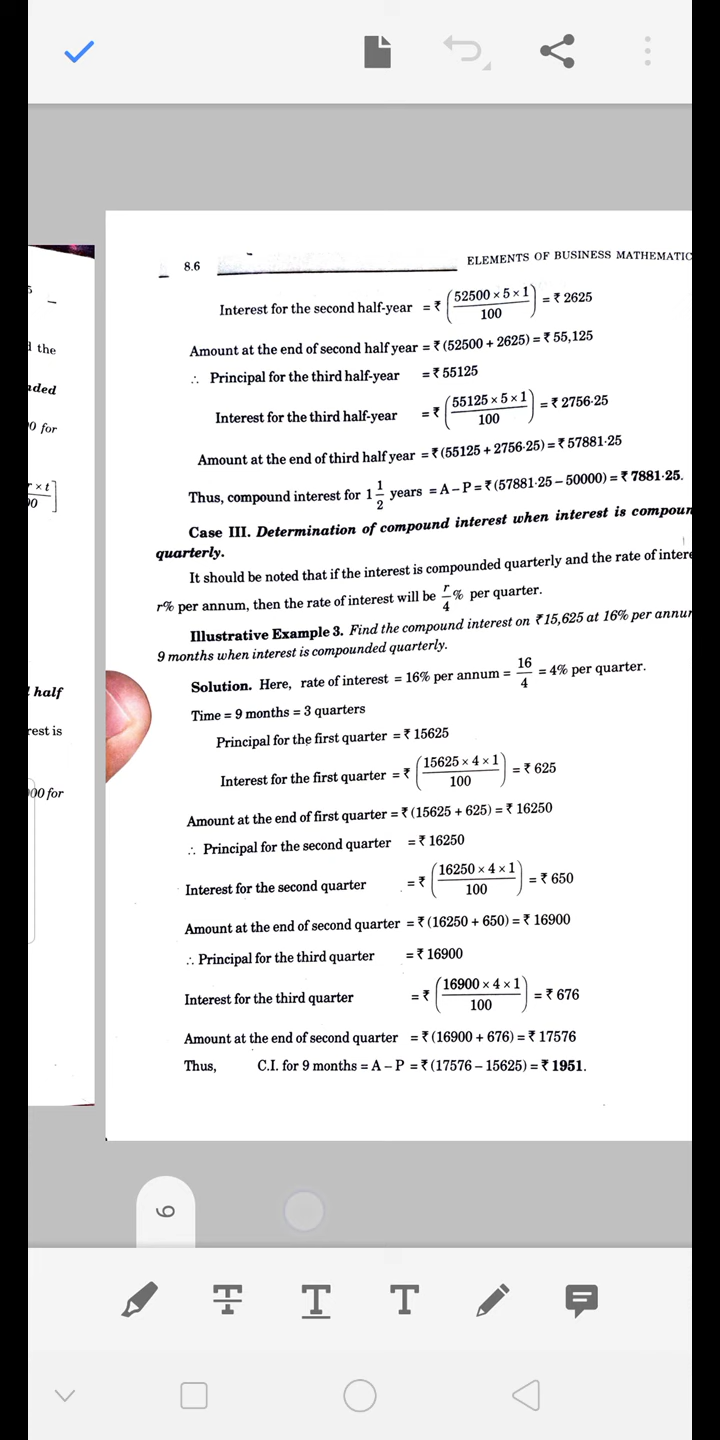 8.6
ELEMENTS OF BUSINESS MATHEMATIC
Interest for the second half-year = ₹ (52500 × 5 × 1 / 100) = ₹ 2625
Amount at the end of second half year = ₹ (52500 + 2625) = ₹ 55,125
∴ Principal for the third half-year = ₹ 55125
Interest for the third half-year = ₹ (55125 × 5 × 1 / 100) = ₹ 2756·25
Amount at the end of third half year = ₹ (55125 + 2756·25) = ₹ 57881·25
Thus, compound interest for 1 1/2 years = A – P = ₹ (57881·25 – 50000) = ₹ 7881·25.
Case III. Determination of compound interest when interest is compoun
quarterly.
It should be noted that if the interest is compounded quarterly and the rate of intere
r% per annum, then the rate of interest will be r/4 % per quarter.
Illustrative Example 3. Find the compound interest on ₹15,625 at 16% per annur
9 months when interest is compounded quarterly.
Solution. Here, rate of interest = 16% per annum = 16/4 = 4% per quarter.
Time = 9 months = 3 quarters
Principal for the first quarter = ₹ 15625
Interest for the first quarter = ₹ (15625 × 4 × 1 / 100) = ₹ 625
Amount at the end of first quarter = ₹ (15625 + 625) = ₹ 16250
∴ Principal for the second quarter = ₹ 16250
Interest for the second quarter = ₹ (16250 × 4 × 1 / 100) = ₹ 650
Amount at the end of second quarter = ₹ (16250 + 650) = ₹ 16900
∴ Principal for the third quarter = ₹ 16900
Interest for the third quarter = ₹ (16900 × 4 × 1 / 100) = ₹ 676
Amount at the end of second quarter = ₹ (16900 + 676) = ₹ 17576
Thus, C.I. for 9 months = A – P = ₹ (17576 – 15625) = ₹ 1951.
the
nded
0 for
r × t
00
half
rest is
00 for
6